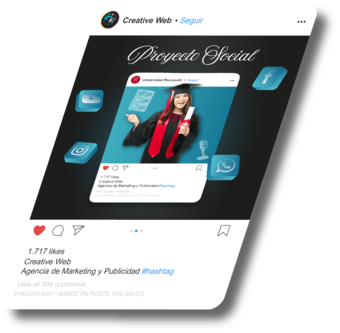 Creative Web • Seguir
Proyecto Social
Universidad Roosevelt • Seguir
1.717 likes
Creative Web
Agencia de Marketing y Publicidad #hashtag
1.717 likes
Creative Web
Agencia de Marketing y Publicidad #hashtag
View all 999 comments
9 HOURS AGO • BASED ON POSTS YOU SAVED